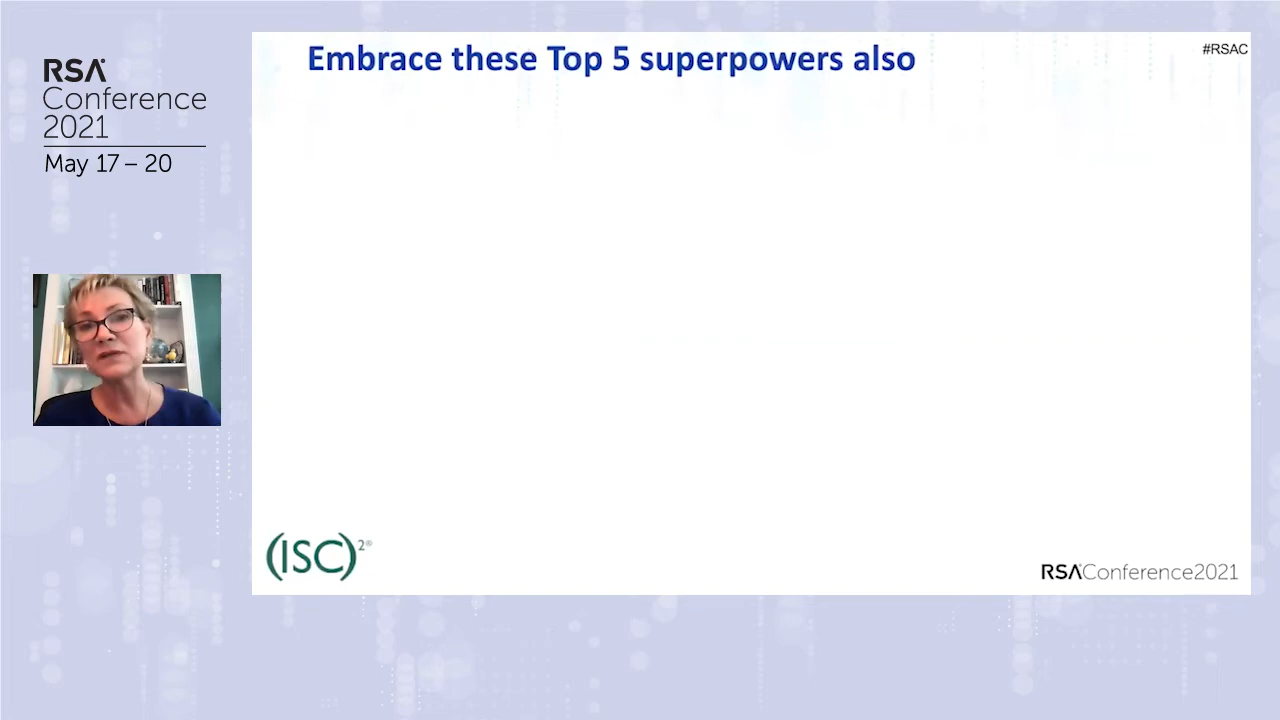 RSA
Conference
2021
May 17 – 20
Embrace these Top 5 superpowers also
#RSAC
(ISC)²®
RSAConference2021